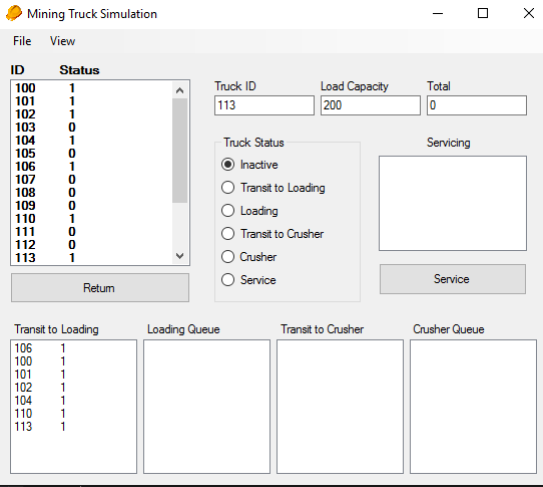 Mining Truck Simulation
File View
ID Status
100 1
101 1
102 1
103 0
104 1
105 0
106 1
107 0
108 0
109 0
110 1
111 0
112 0
113 1
Return
Truck ID Load Capacity Total
113 200 0
Truck Status
Inactive
Transit to Loading
Loading
Transit to Crusher
Crusher
Service
Servicing
Service
Transit to Loading Loading Queue Transit to Crusher Crusher Queue
106 1
100 1
101 1
102 1
104 1
110 1
113 1